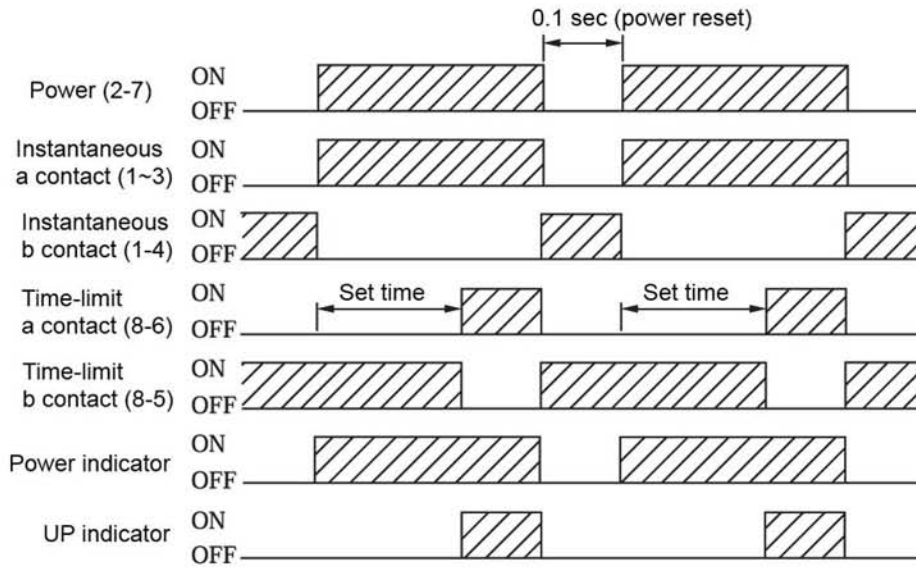 0.1 sec (power reset)
Power (2-7)
ON
OFF
Instantaneous
a contact (1~3)
ON
OFF
Instantaneous
b contact (1-4)
ON
OFF
Time-limit
a contact (8-6)
ON
OFF
Set time
Set time
Time-limit
b contact (8-5)
ON
OFF
Power indicator
ON
OFF
UP indicator
ON
OFF